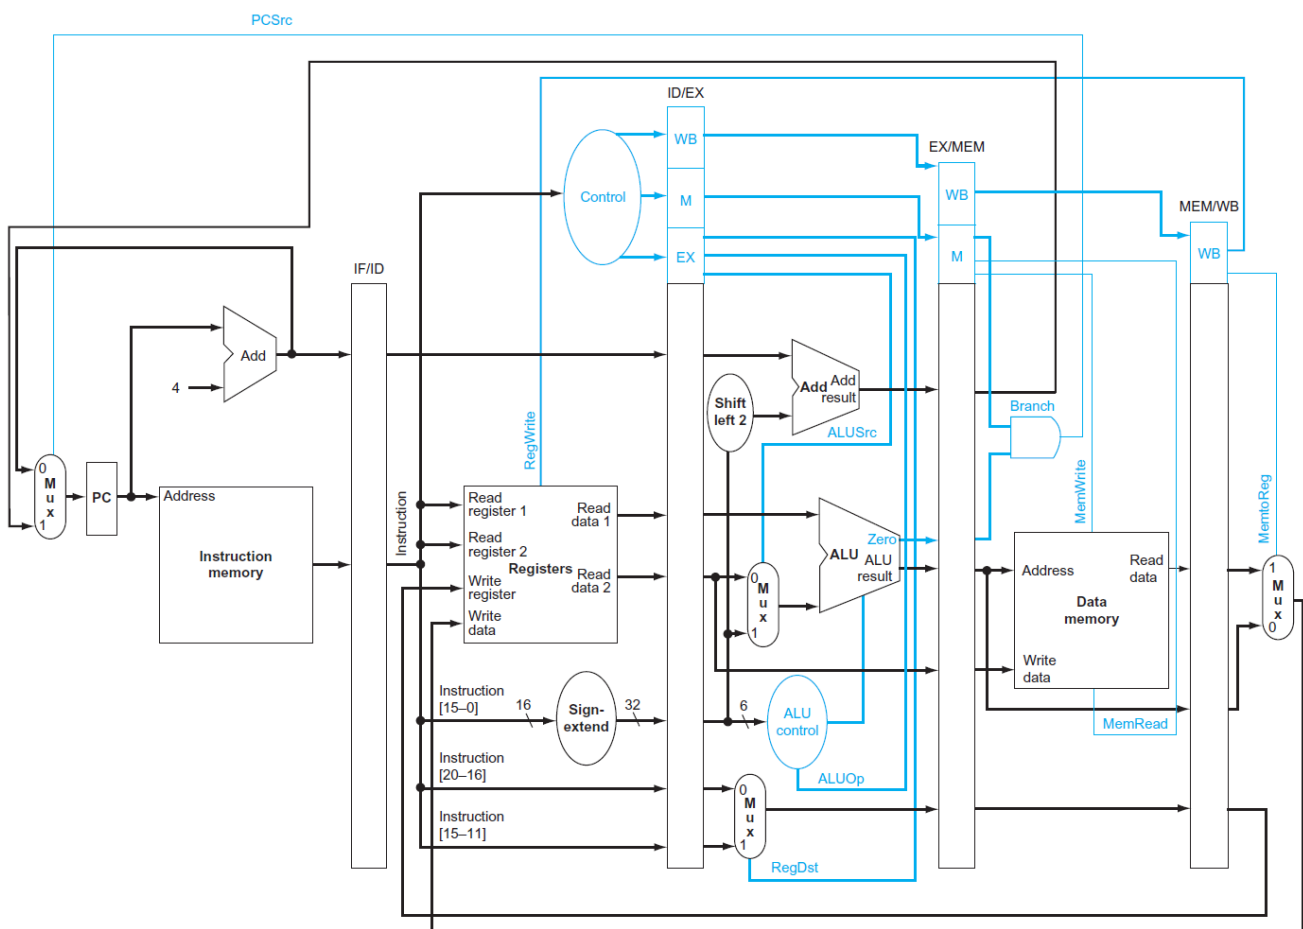 PCSrc
ID/EX
WB
EX/MEM
Control
M
WB
MEM/WB
EX
M
WB
IF/ID
Add
4
Shift
left 2
Add
Add
result
Branch
ALUSrc
RegWrite
MemWrite
MemtoReg
0
M
u
x
1
PC
Address
Instruction
memory
Instruction
Read
register 1
Read
register 2
Write
register
Write
data
Registers
Read
data 1
Read
data 2
0
M
u
x
1
Zero
ALU
ALU
result
Address
Read
data
Data
memory
Write
data
1
M
u
x
0
Instruction
[15–0]
16
Sign-
extend
32
6
ALU
control
MemRead
Instruction
[20–16]
ALUOp
0
M
u
x
1
Instruction
[15–11]
RegDst